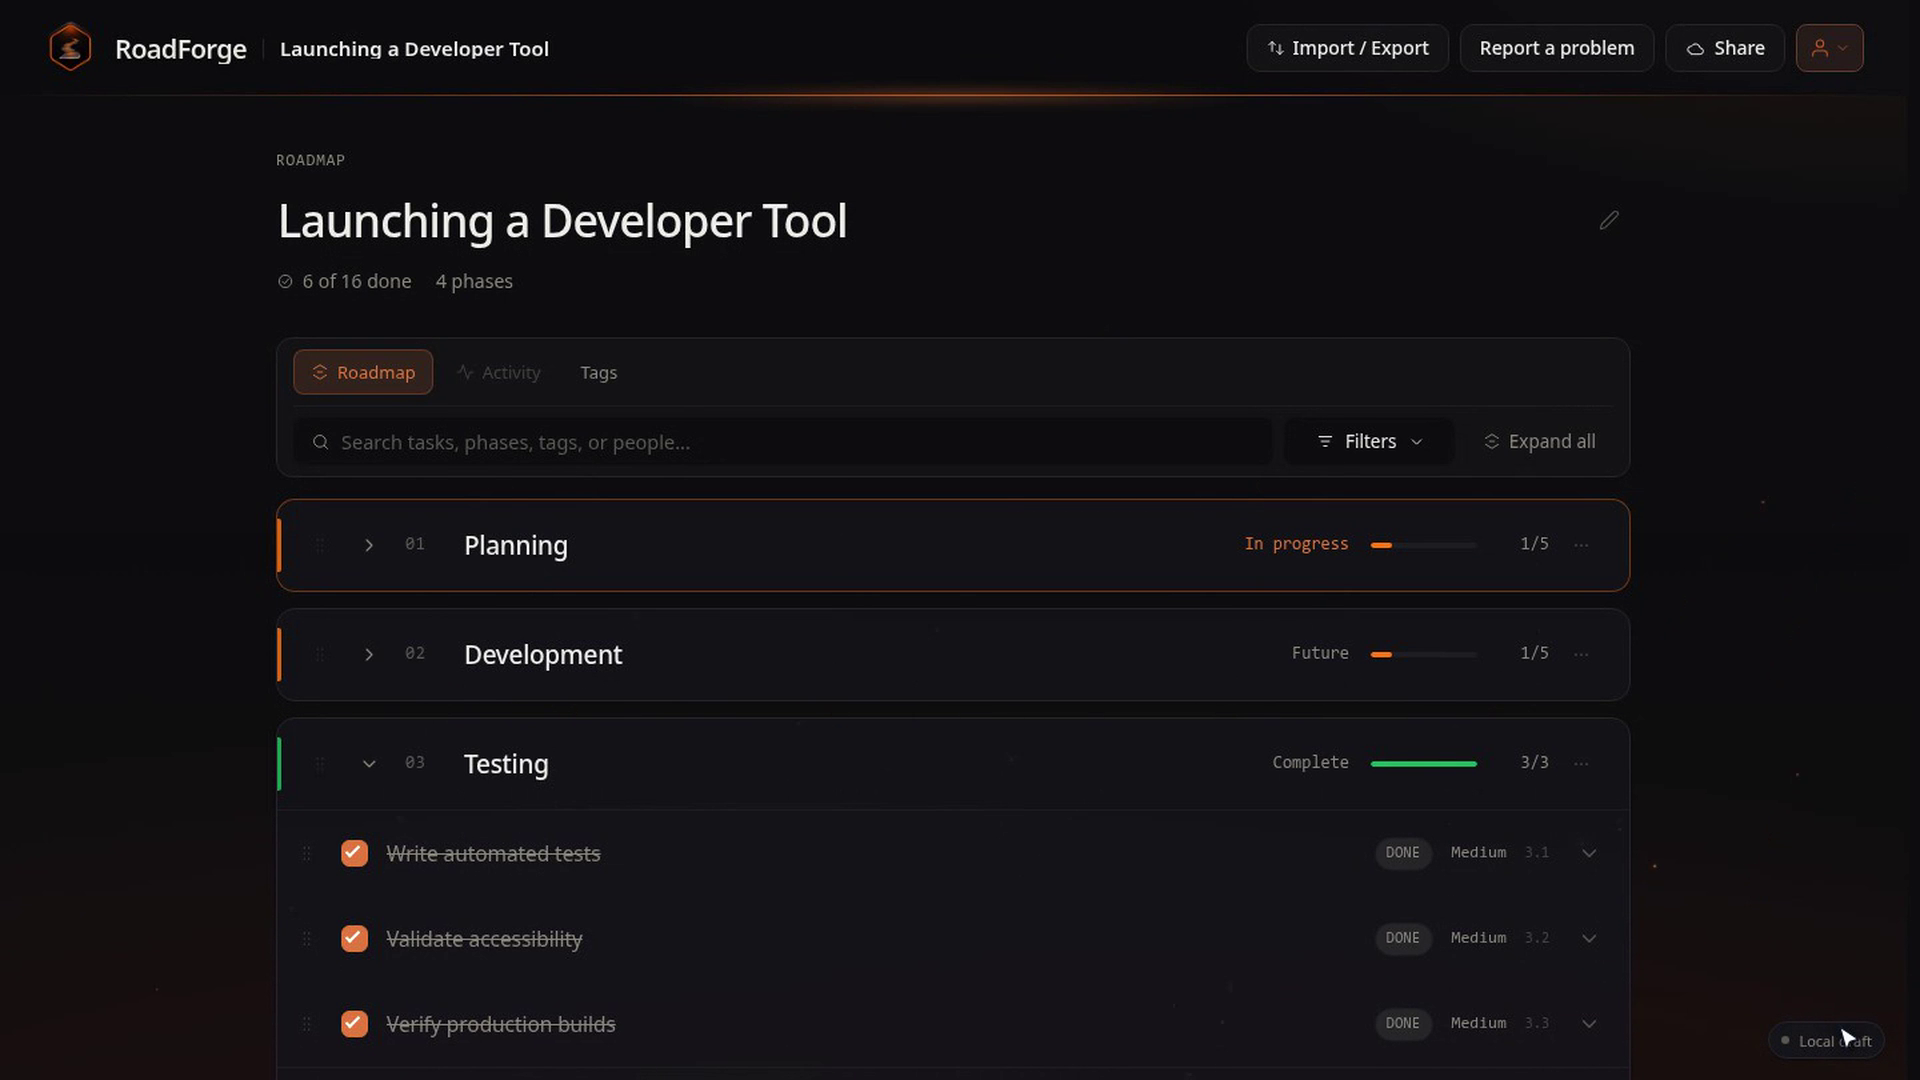 RoadForge
Launching a Developer Tool
Import / Export
Report a problem
Share
ROADMAP
Launching a Developer Tool
6 of 16 done 4 phases
Roadmap
Activity
Tags
Search tasks, phases, tags, or people...
Filters
Expand all
01 Planning In progress 1/5 ...
02 Development Future 1/5 ...
03 Testing Complete 3/3 ...
Write automated tests DONE Medium 3.1
Validate accessibility DONE Medium 3.2
Verify production builds DONE Medium 3.3
Local